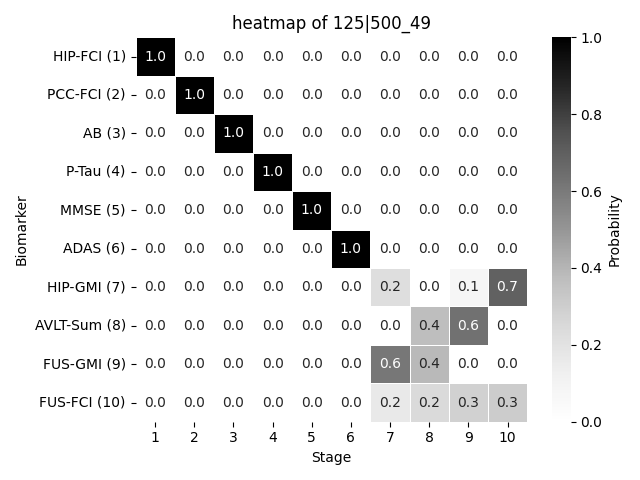 heatmap of 125|500_49
HIP-FCI (1) 1.0 0.0 0.0 0.0 0.0 0.0 0.0 0.0 0.0 0.0
PCC-FCI (2) 0.0 1.0 0.0 0.0 0.0 0.0 0.0 0.0 0.0 0.0
AB (3) 0.0 0.0 1.0 0.0 0.0 0.0 0.0 0.0 0.0 0.0
P-Tau (4) 0.0 0.0 0.0 1.0 0.0 0.0 0.0 0.0 0.0 0.0
MMSE (5) 0.0 0.0 0.0 0.0 1.0 0.0 0.0 0.0 0.0 0.0
ADAS (6) 0.0 0.0 0.0 0.0 0.0 1.0 0.0 0.0 0.0 0.0
HIP-GMI (7) 0.0 0.0 0.0 0.0 0.0 0.0 0.2 0.0 0.1 0.7
AVLT-Sum (8) 0.0 0.0 0.0 0.0 0.0 0.0 0.0 0.4 0.6 0.0
FUS-GMI (9) 0.0 0.0 0.0 0.0 0.0 0.0 0.6 0.4 0.0 0.0
FUS-FCI (10) 0.0 0.0 0.0 0.0 0.0 0.0 0.2 0.2 0.3 0.3
1 2 3 4 5 6 7 8 9 10
Stage
Biomarker
1.0
0.8
0.6
0.4
0.2
0.0
Probability